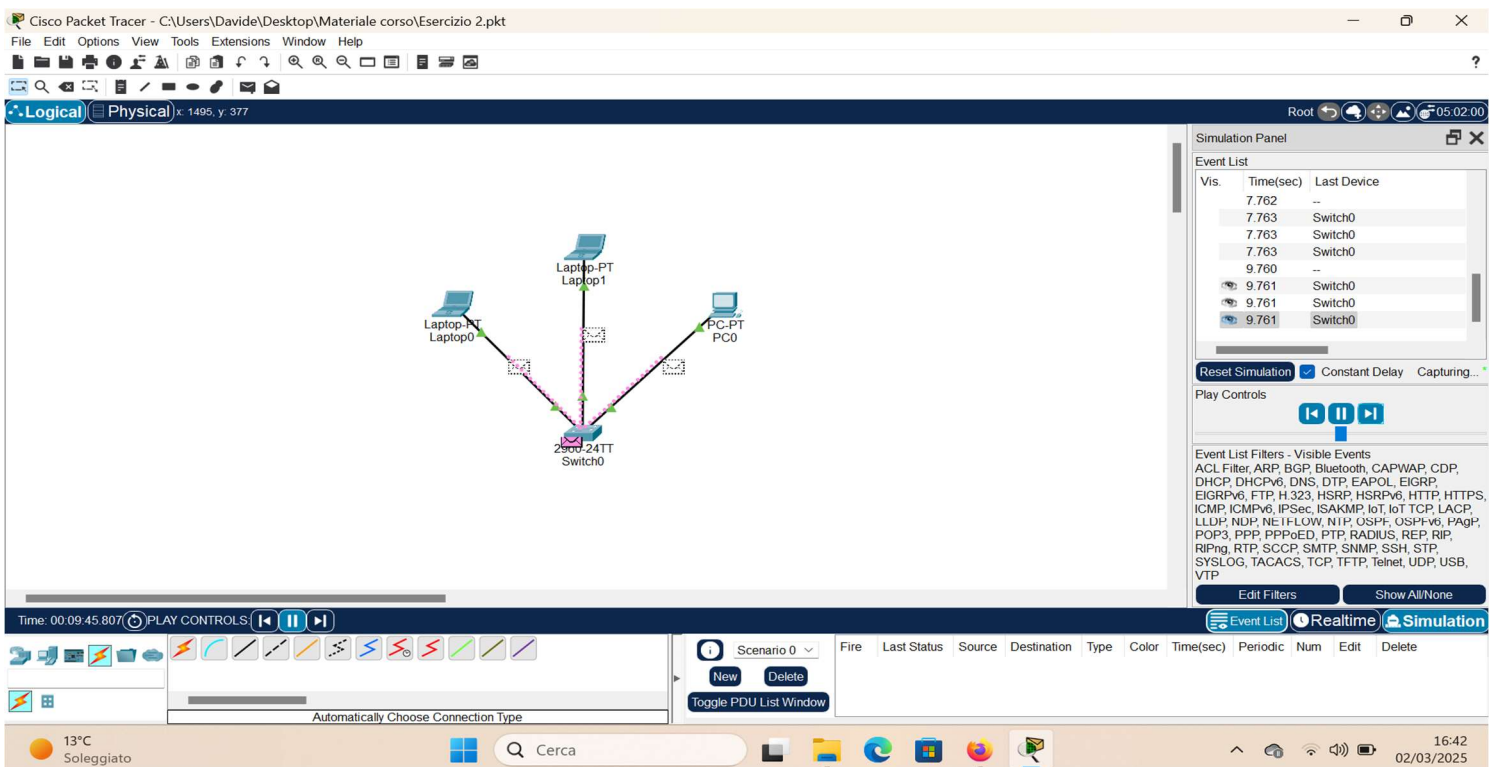 Cisco Packet Tracer - C:\Users\Davide\Desktop\Materiale corso\Esercizio 2.pkt
File Edit Options View Tools Extensions Window Help
?
Logical Physical x: 1495, y: 377
Root 05:02:00
Simulation Panel
Event List
Vis. Time(sec) Last Device
7.762 --
7.763 Switch0
7.763 Switch0
7.763 Switch0
9.760 --
9.761 Switch0
9.761 Switch0
9.761 Switch0
Laptop-PT
Laptop1
Laptop-PT
Laptop0
PC-PT
PC0
2960-24TT
Switch0
Reset Simulation Constant Delay Capturing...
Play Controls
Event List Filters - Visible Events
ACL Filter, ARP, BGP, Bluetooth, CAPWAP, CDP,
DHCP, DHCPv6, DNS, DTP, EAPOL, EIGRP,
EIGRPv6, FTP, H.323, HSRP, HSRPv6, HTTP, HTTPS,
ICMP, ICMPv6, IPSec, ISAKMP, IoT, IoT TCP, LACP,
LLDP, NDP, NETFLOW, NTP, OSPF, OSPFv6, PAgP,
POP3, PPP, PPPoED, PTP, RADIUS, REP, RIP,
RIPng, RTP, SCCP, SMTP, SNMP, SSH, STP,
SYSLOG, TACACS, TCP, TFTP, Telnet, UDP, USB,
VTP
Edit Filters Show All/None
Time: 00:09:45.807 PLAY CONTROLS:
Event List Realtime Simulation
Scenario 0
New Delete
Toggle PDU List Window
Fire Last Status Source Destination Type Color Time(sec) Periodic Num Edit Delete
Automatically Choose Connection Type
13°C
Soleggiato
Cerca
16:42
02/03/2025